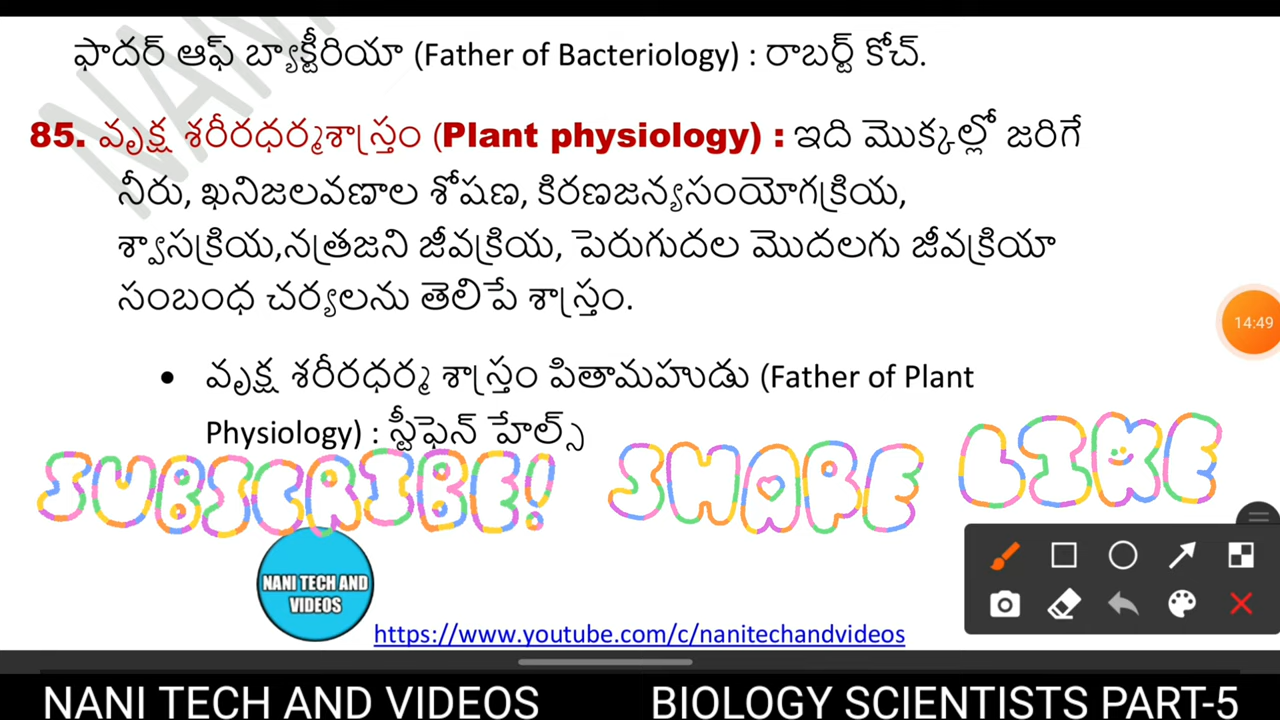 ఫాదర్ ఆఫ్ బ్యాక్టీరియా (Father of Bacteriology) : రాబర్ట్ కోచ్.
85. వృక్ష శరీరధర్మశాస్త్రం (Plant physiology) : ఇది మొక్కల్లో జరిగే
నీరు, ఖనిజలవణాల శోషణ, కిరణజన్యసంయోగక్రియ,
శ్వాసక్రియ,నత్రజని జీవక్రియ, పెరుగుదల మొదలగు జీవక్రియా
సంబంధ చర్యలను తెలిపే శాస్త్రం.
• వృక్ష శరీరధర్మ శాస్త్రం పితామహుడు (Father of Plant
Physiology) : స్టీఫెన్ హేల్స్
SUBSCRIBE! SHARE LIKE
14:49
NANI TECH AND
VIDEOS
https://www.youtube.com/c/nanitechandvideos
NANI TECH AND VIDEOS BIOLOGY SCIENTISTS PART-5
NANI